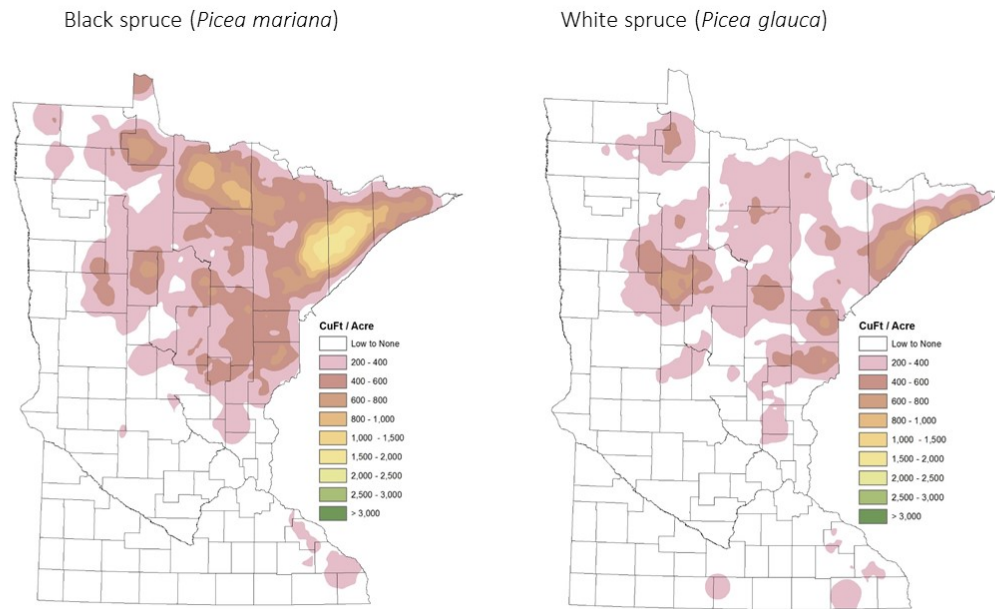 Black spruce (Picea mariana)
White spruce (Picea glauca)
CuFt / Acre
Low to None
200 - 400
400 - 600
600 - 800
800 - 1,000
1,000 - 1,500
1,500 - 2,000
2,000 - 2,500
2,500 - 3,000
> 3,000
CuFt / Acre
Low to None
200 - 400
400 - 600
600 - 800
800 - 1,000
1,000 - 1,500
1,500 - 2,000
2,000 - 2,500
2,500 - 3,000
> 3,000